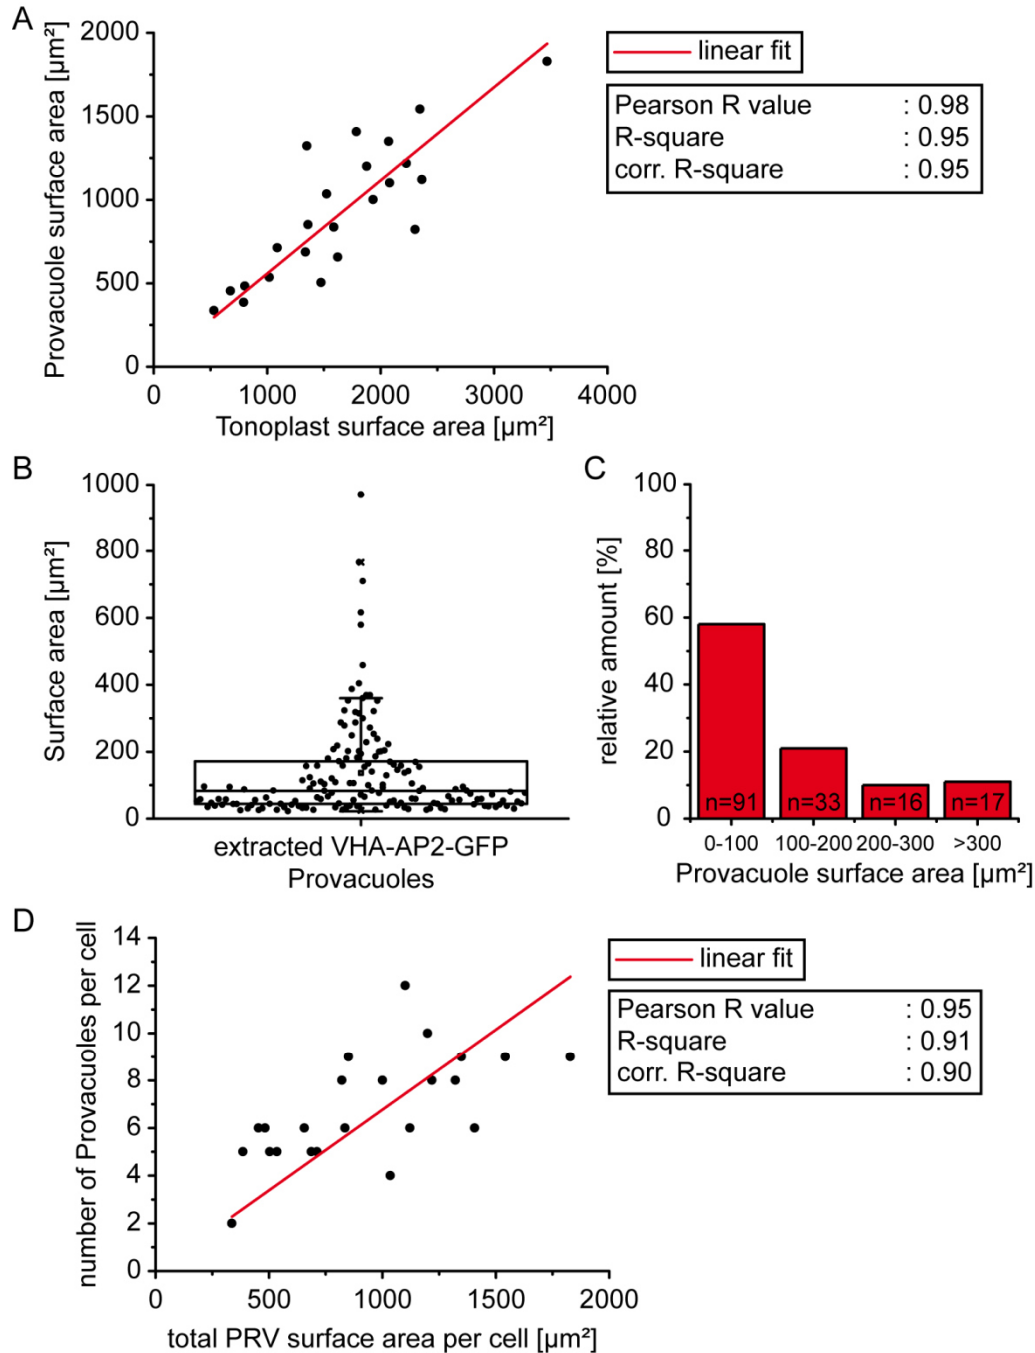 A
Provacuole surface area [µm²]
2000
1500
1000
500
0
0 1000 2000 3000 4000
Tonoplast surface area [µm²]
linear fit
Pearson R value : 0.98
R-square : 0.95
corr. R-square : 0.95
B
Surface area [µm²]
1000
800
600
400
200
0
extracted VHA-AP2-GFP
Provacuoles
C
relative amount [%]
100
80
60
40
20
0
n=91 n=33 n=16 n=17
0-100 100-200 200-300 >300
Provacuole surface area [µm²]
D
number of Provacuoles per cell
14
12
10
8
6
4
2
0
0 500 1000 1500 2000
total PRV surface area per cell [µm²]
linear fit
Pearson R value : 0.95
R-square : 0.91
corr. R-square : 0.90